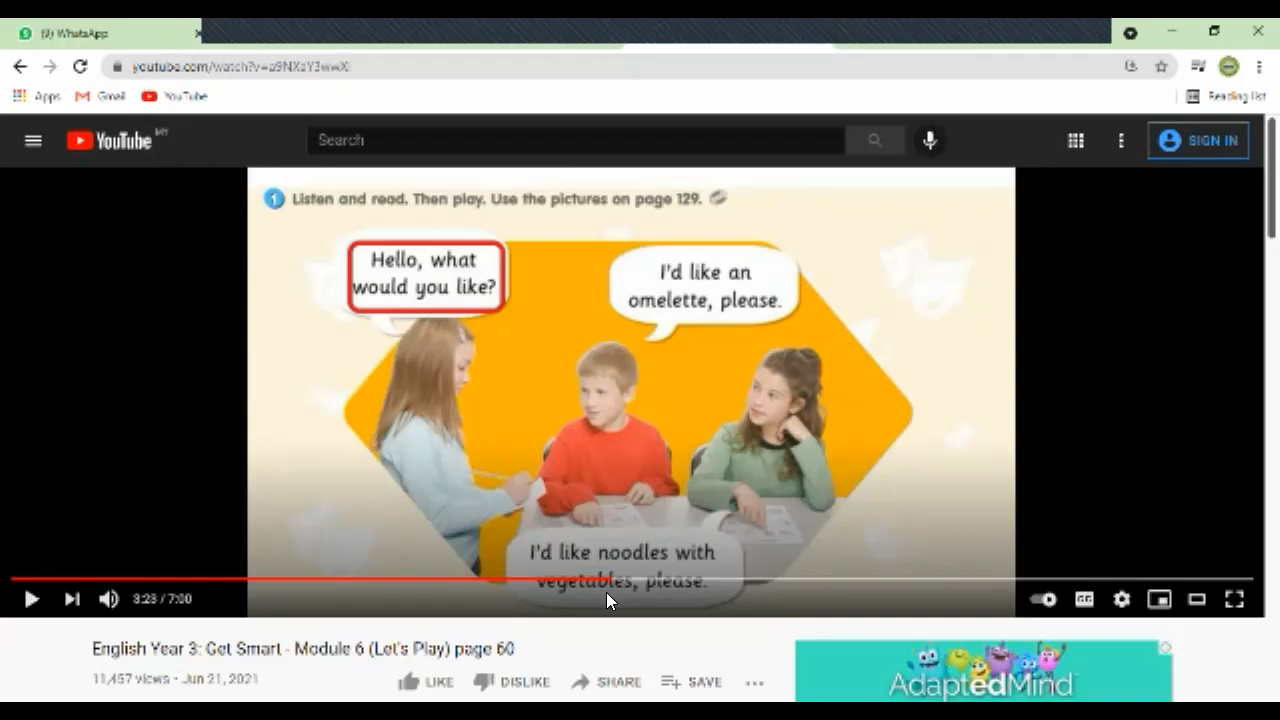 (9) WhatsApp
youtube.com/watch?v=a9NXzY3wwXI
Apps Gmail YouTube Reading list
YouTube MY Search SIGN IN
1 Listen and read. Then play. Use the pictures on page 129.
Hello, what
would you like?
I'd like an
omelette, please.
I'd like noodles with
vegetables, please.
3:23 / 7:00
CC
English Year 3: Get Smart - Module 6 (Let's Play) page 60
11,457 views • Jun 21, 2021 LIKE DISLIKE SHARE SAVE
AdaptedMind